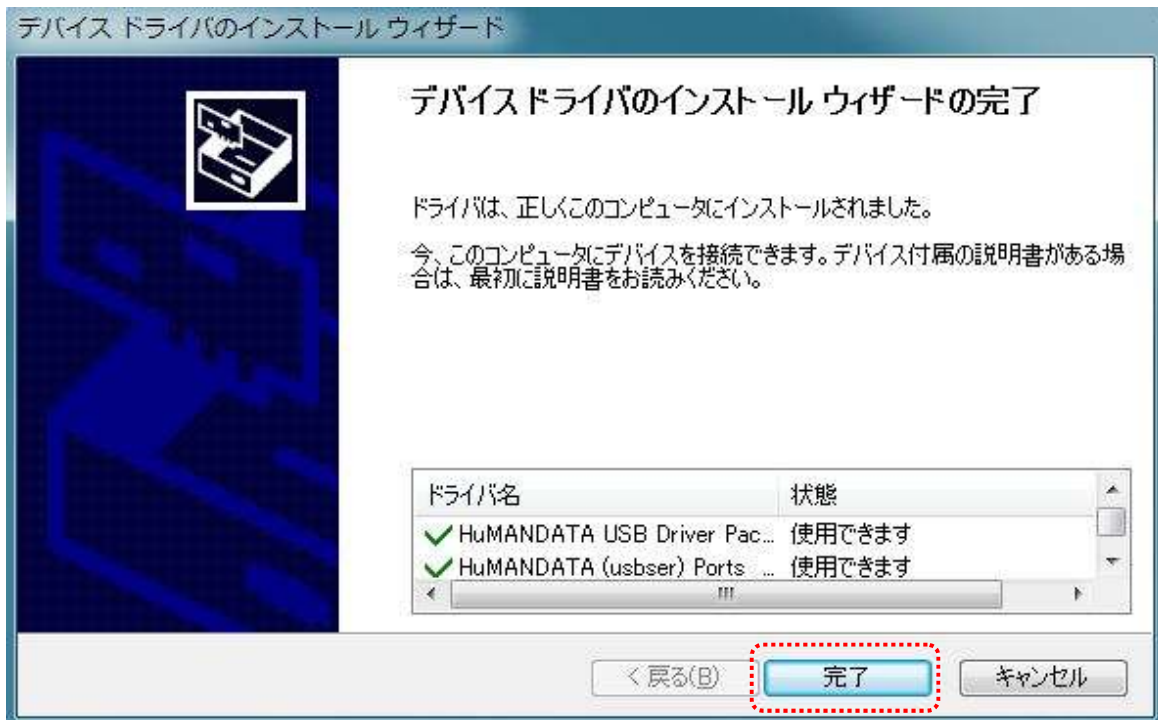 デバイス ドライバのインストール ウィザード
デバイス ドライバのインストール ウィザードの完了
ドライバは、正しくこのコンピュータにインストールされました。
今、このコンピュータにデバイスを接続できます。デバイス付属の説明書がある場
合は、最初に説明書をお読みください。
ドライバ名 状態
HuMANDATA USB Driver Pac... 使用できます
HuMANDATA (usbser) Ports ... 使用できます
< 戻る(B) 完了 キャンセル